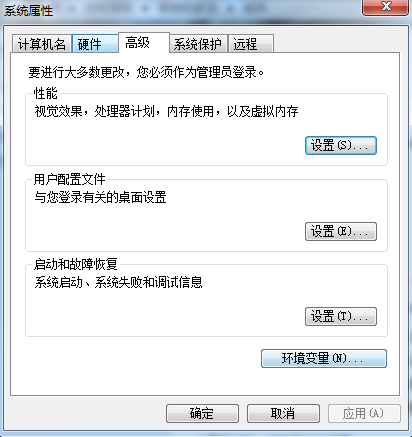 系统属性
计算机名 硬件 高级 系统保护 远程
要进行大多数更改，您必须作为管理员登录。
性能
视觉效果，处理器计划，内存使用，以及虚拟内存
设置(S)...
用户配置文件
与您登录有关的桌面设置
设置(E)...
启动和故障恢复
系统启动、系统失败和调试信息
设置(T)...
环境变量(N)...
确定 取消 应用(A)